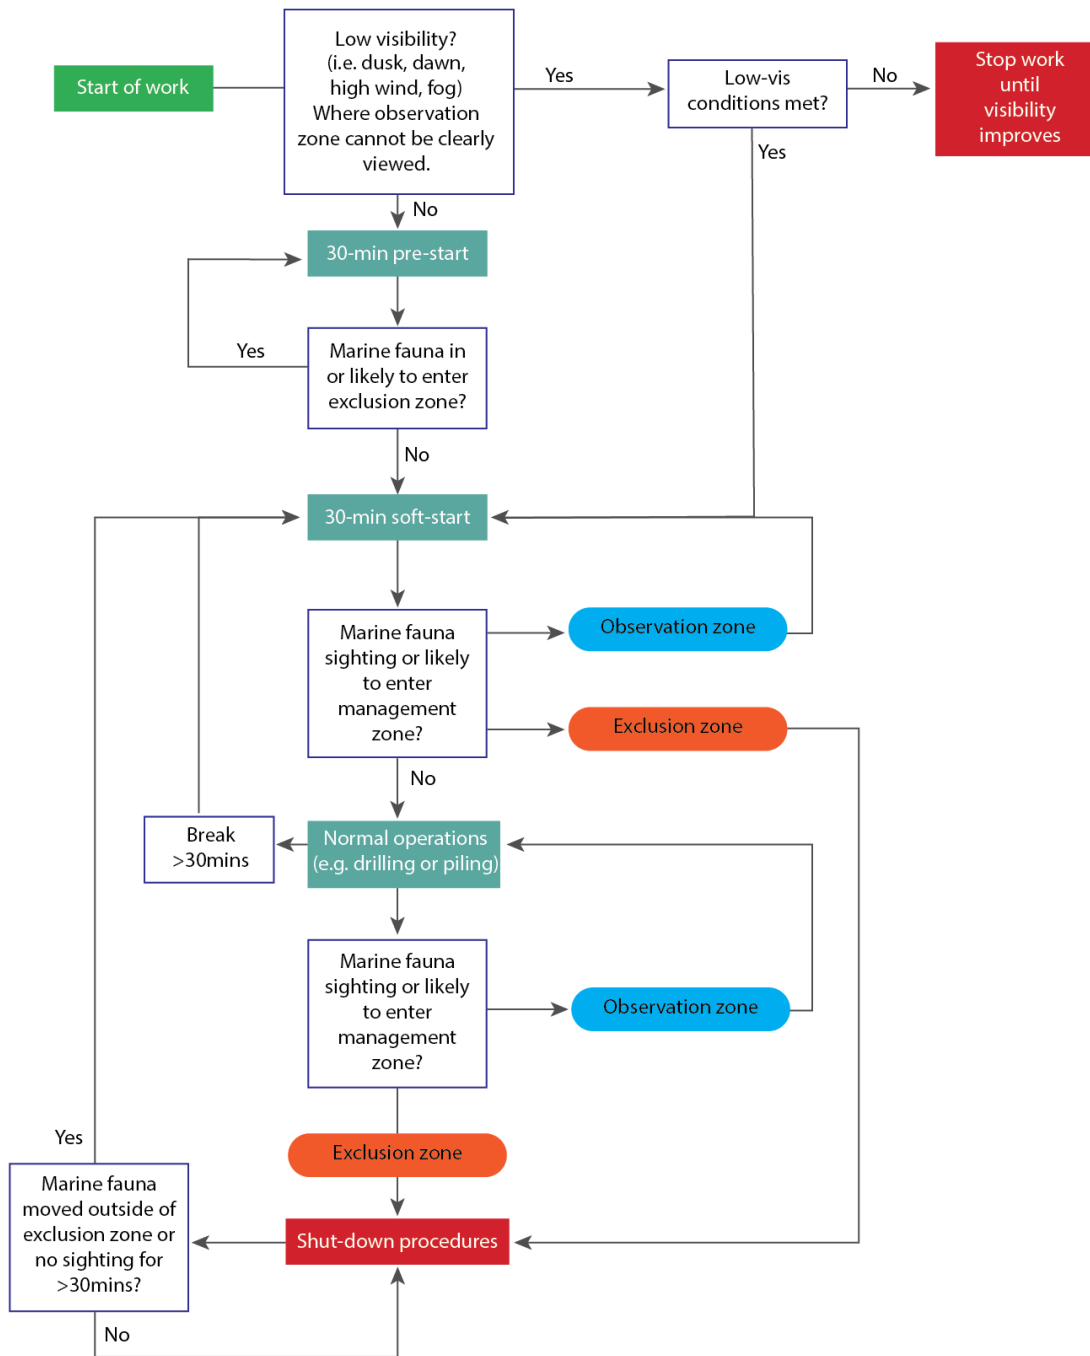 Start of work
Low visibility?
(i.e. dusk, dawn,
high wind, fog)
Where observation
zone cannot be clearly
viewed.
Yes
Low-vis
conditions met?
No
Stop work
until
visibility
improves
Yes
No
30-min pre-start
Yes
Marine fauna in
or likely to enter
exclusion zone?
No
30-min soft-start
Marine fauna
sighting or likely
to enter
management
zone?
Observation zone
Exclusion zone
No
Break
>30mins
Normal operations
(e.g. drilling or piling)
Marine fauna
sighting or likely
to enter
management
zone?
Observation zone
Exclusion zone
Yes
Marine fauna
moved outside of
exclusion zone or
no sighting for
>30mins?
Shut-down procedures
No